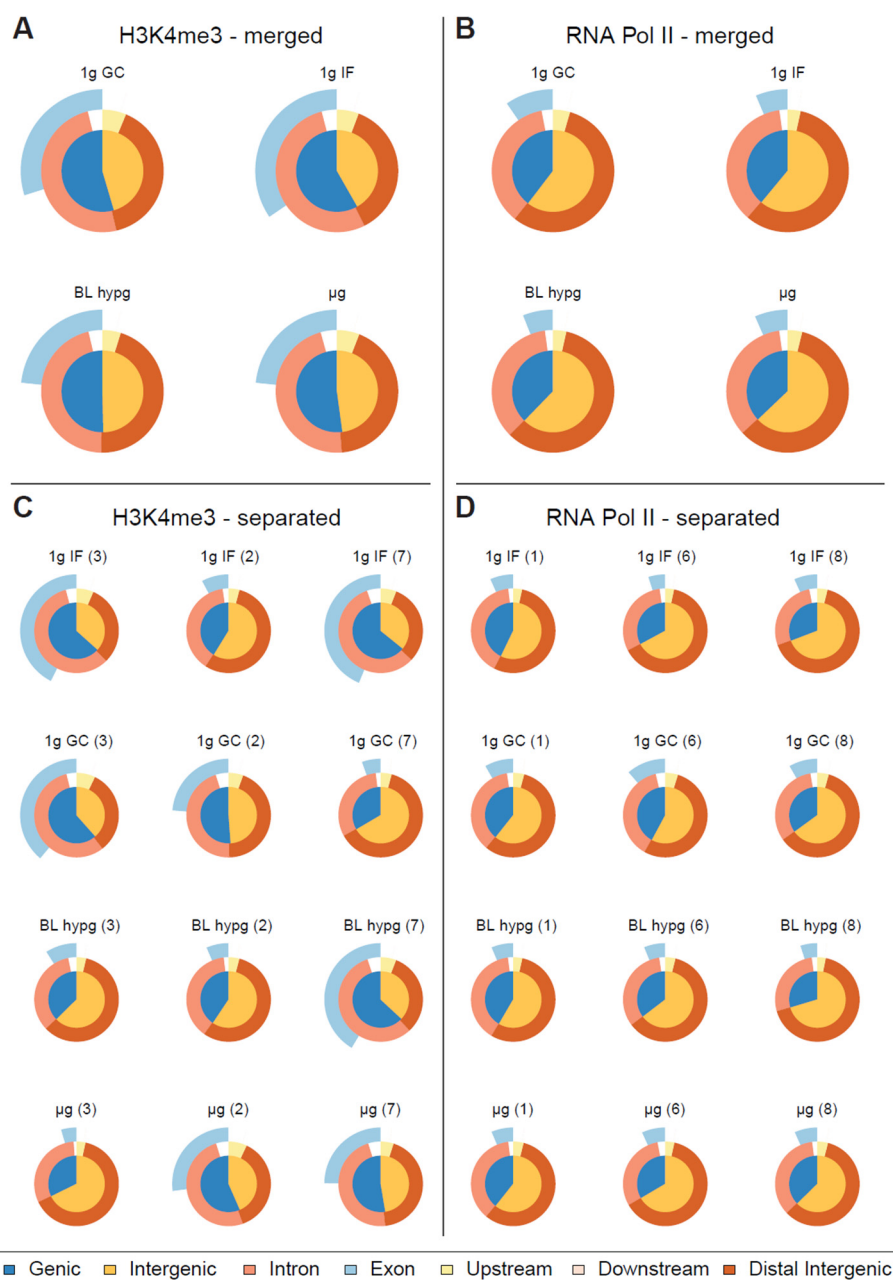 A H3K4me3 - merged
B RNA Pol II - merged
1g GC 1g IF
1g GC 1g IF
BL hypg µg
BL hypg µg
C H3K4me3 - separated
D RNA Pol II - separated
1g IF (3) 1g IF (2) 1g IF (7)
1g IF (1) 1g IF (6) 1g IF (8)
1g GC (3) 1g GC (2) 1g GC (7)
1g GC (1) 1g GC (6) 1g GC (8)
BL hypg (3) BL hypg (2) BL hypg (7)
BL hypg (1) BL hypg (6) BL hypg (8)
µg (3) µg (2) µg (7)
µg (1) µg (6) µg (8)
Genic Intergenic Intron Exon Upstream Downstream Distal Intergenic